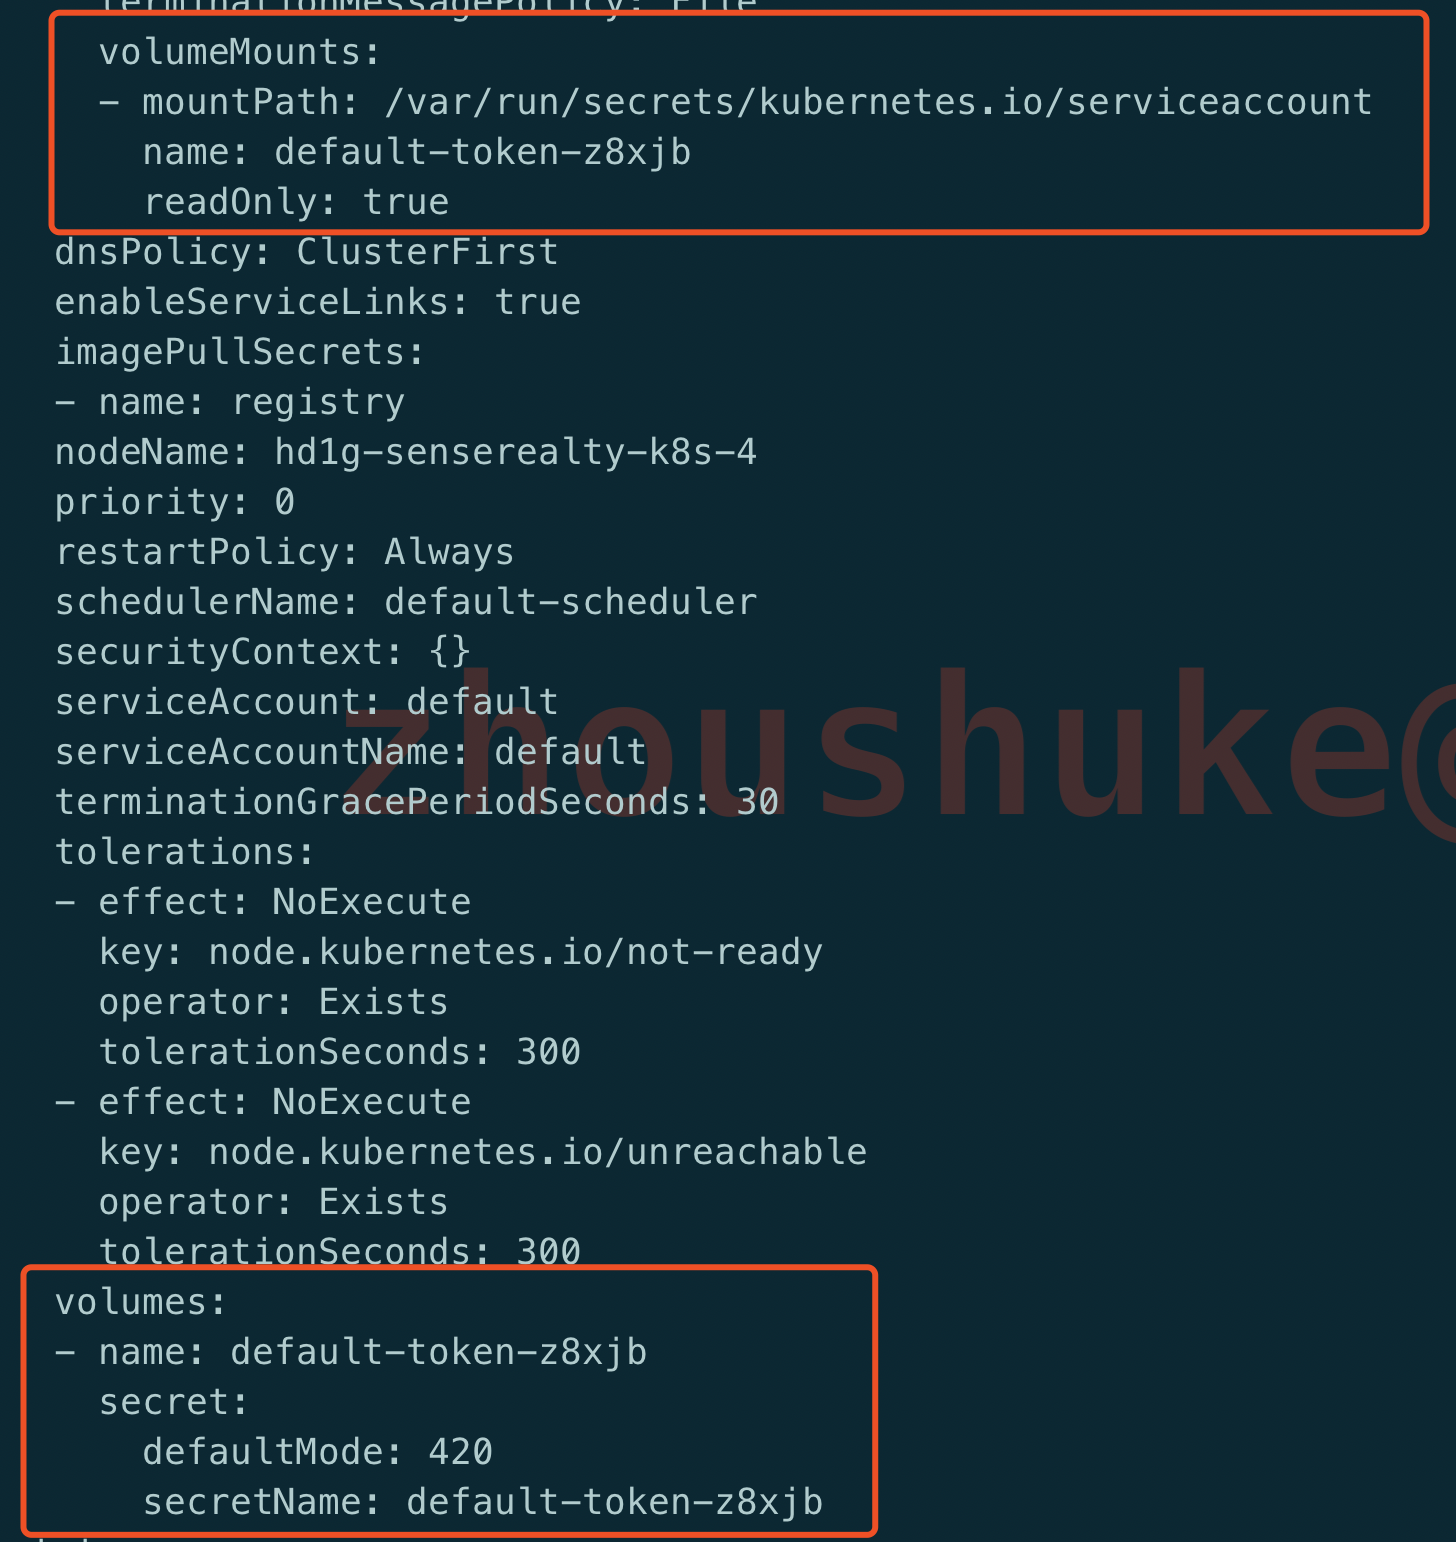 terminationMessagePolicy: File
  volumeMounts:
  - mountPath: /var/run/secrets/kubernetes.io/serviceaccount
    name: default-token-z8xjb
    readOnly: true
dnsPolicy: ClusterFirst
enableServiceLinks: true
imagePullSecrets:
- name: registry
nodeName: hd1g-senserealty-k8s-4
priority: 0
restartPolicy: Always
schedulerName: default-scheduler
securityContext: {}
serviceAccount: default
serviceAccountName: default
zhoushuke@
terminationGracePeriodSeconds: 30
tolerations:
- effect: NoExecute
  key: node.kubernetes.io/not-ready
  operator: Exists
  tolerationSeconds: 300
- effect: NoExecute
  key: node.kubernetes.io/unreachable
  operator: Exists
  tolerationSeconds: 300
volumes:
- name: default-token-z8xjb
  secret:
    defaultMode: 420
    secretName: default-token-z8xjb